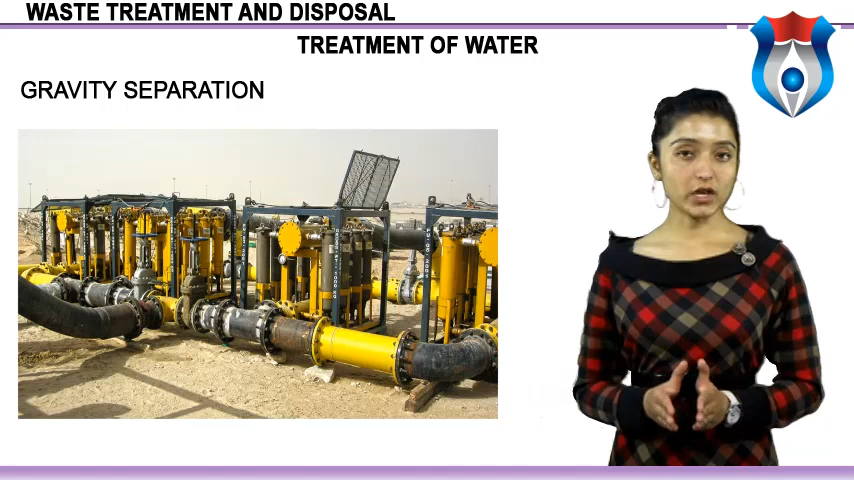 WASTE TREATMENT AND DISPOSAL
TREATMENT OF WATER
GRAVITY SEPARATION